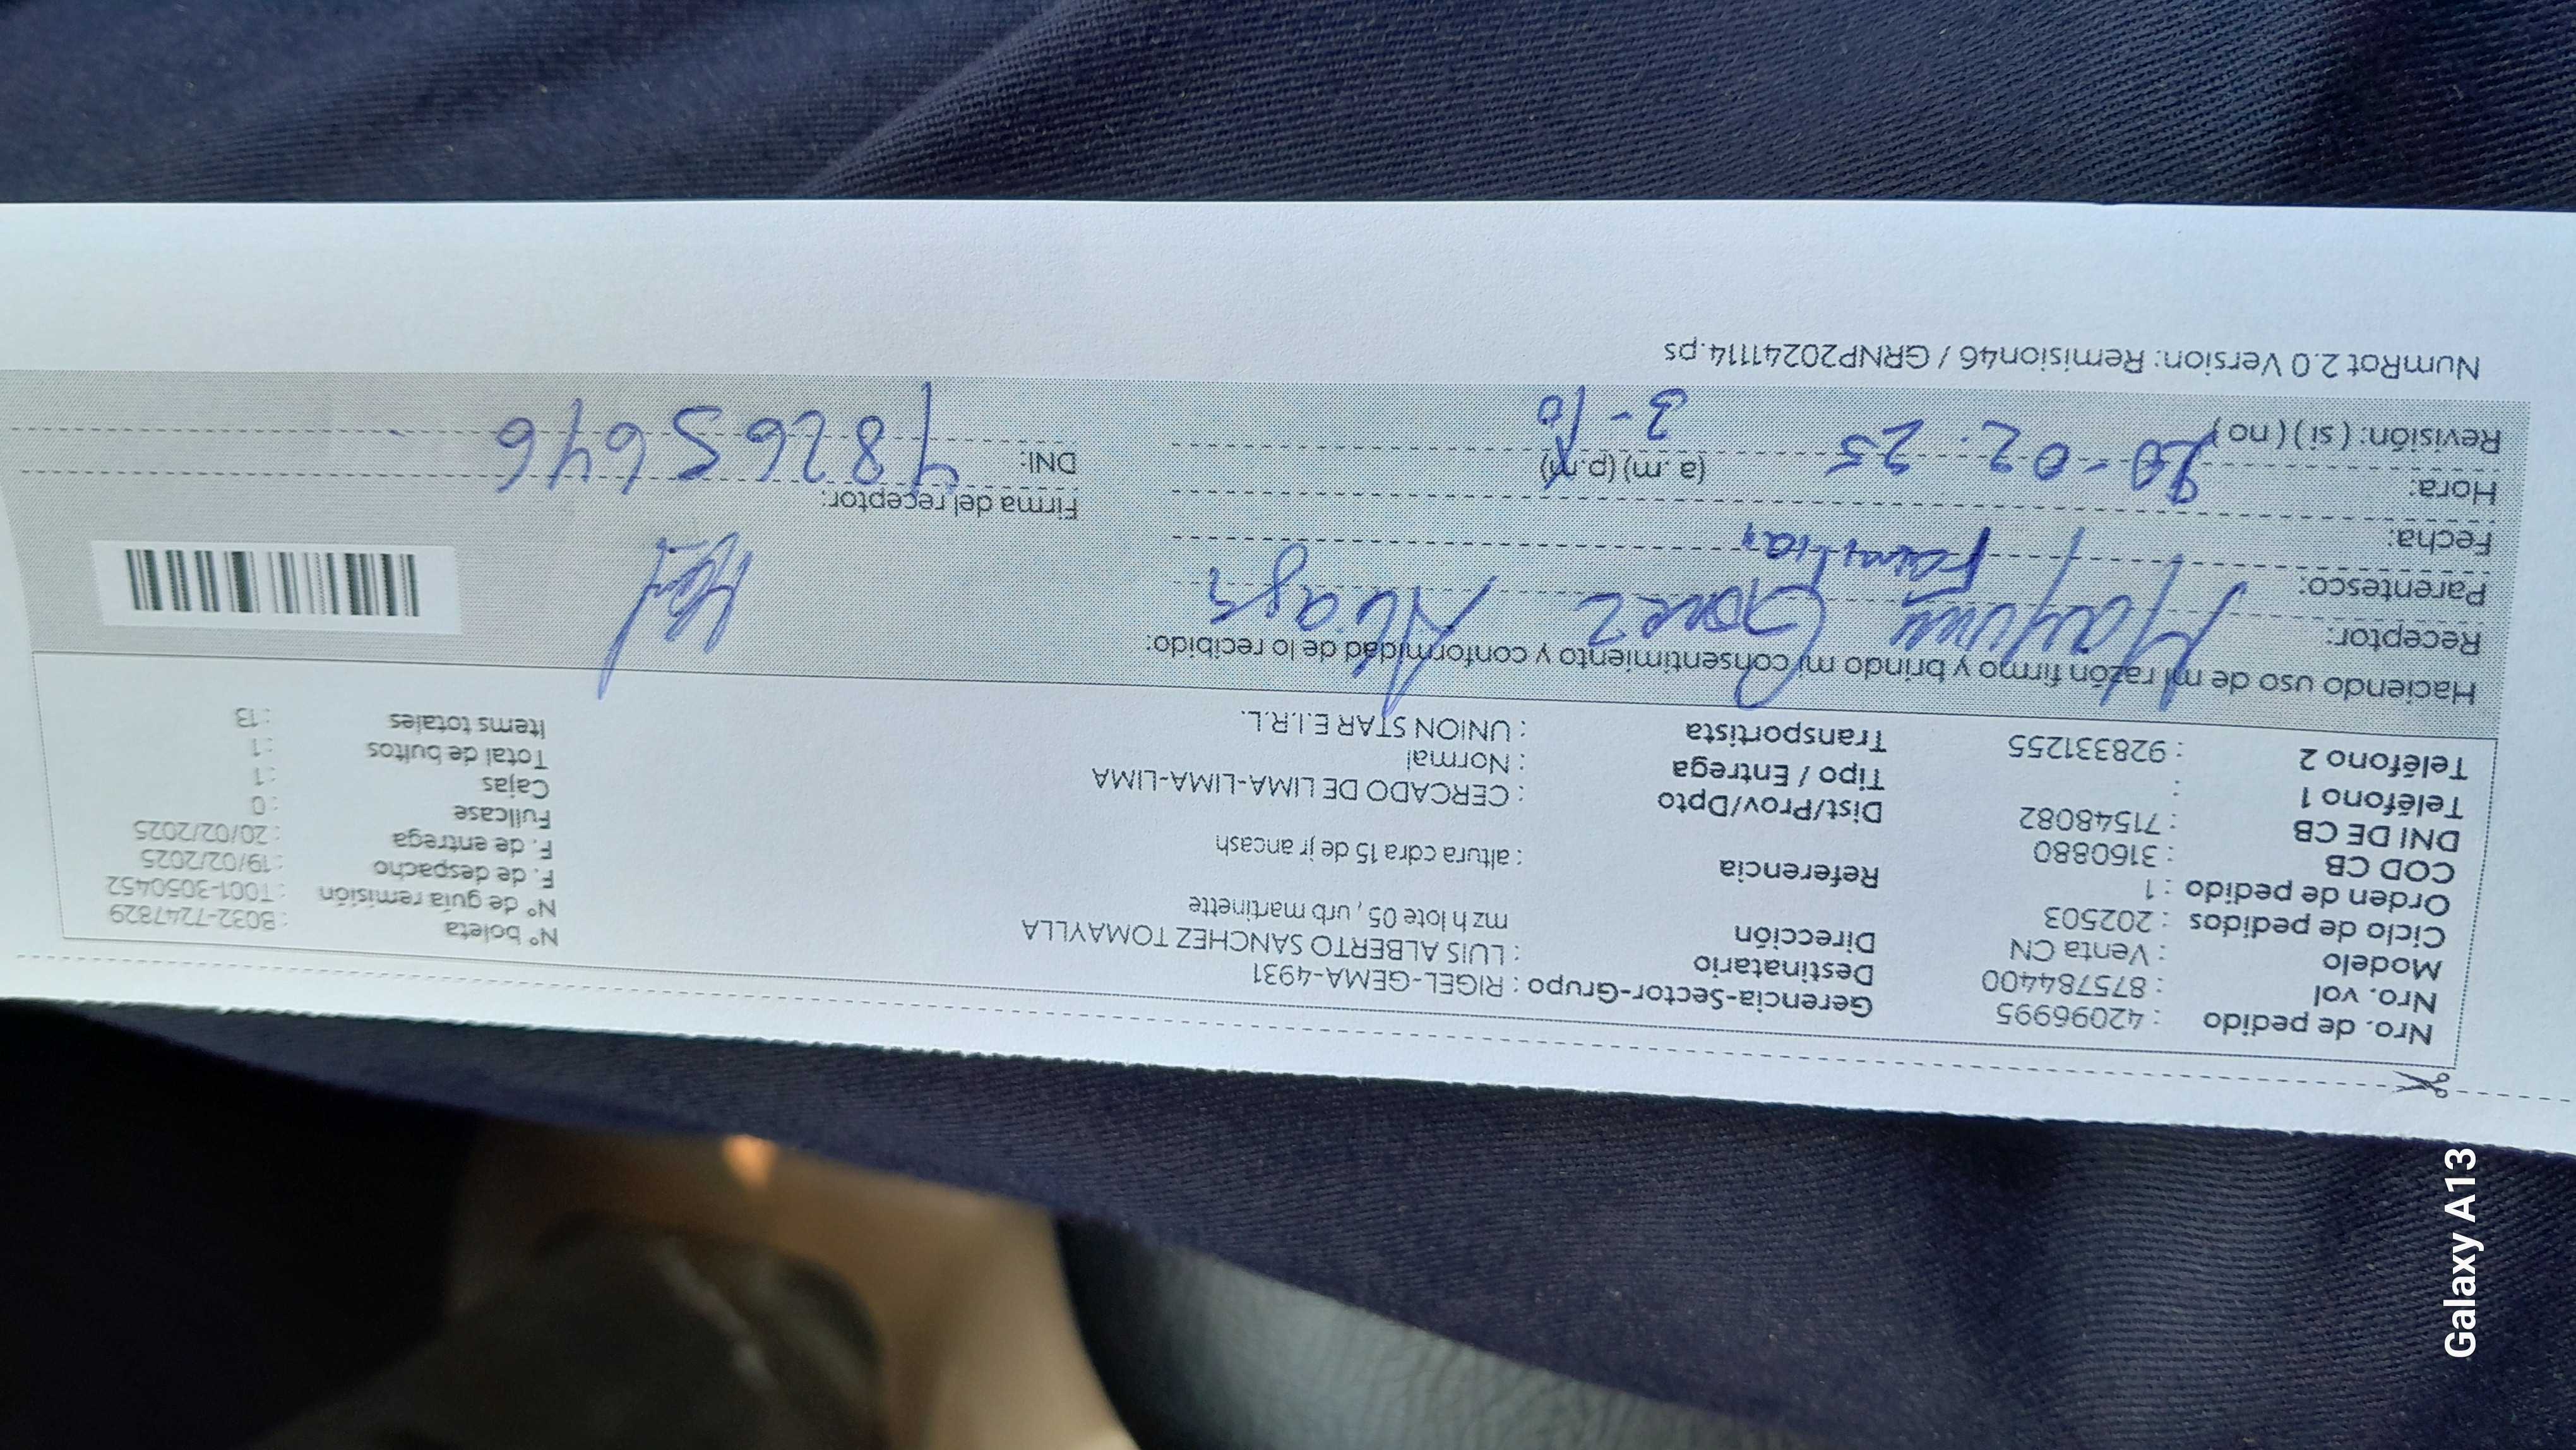 Nro. de pedido : 42096995
Nro. vol : 875784400
Modelo : Venta CN
Ciclo de pedidos : 202503
Orden de pedido : 1
COD CB : 3160880
DNI DE CB : 71548082
Teléfono 1 :
Teléfono 2 : 928331255
Gerencia-Sector-Grupo : RIGEL-GEMA-4931
Destinatario : LUIS ALBERTO SANCHEZ TOMAYLLA
Dirección mz h lote 05 , urb martinette
Referencia : altura cdra 15 de jr ancash
Dist/Prov/Dpto : CERCADO DE LIMA-LIMA-LIMA
Tipo / Entrega : Normal
Transportista : UNION STAR E.I.R.L.
N° boleta : B032-7247829
N° de guía remisión : T001-3050452
F. de despacho : 19/02/2025
F. de entrega : 20/02/2025
Fullcase : 0
Cajas : 1
Total de bultos : 1
Items totales : 13
Haciendo uso de mi razón firmo y brindo mi consentimiento y conformidad de lo recibido:
Receptor:
Parentesco: Familiar
Fecha:
Hora: 20-02-25 (a. m) (p.m)
Revisión: ( si ) ( no ) 3-10
Firma del receptor:
DNI: 48265646
NumRot 2.0 Version: Remision46 / GRNP20241114.ps
Galaxy A13